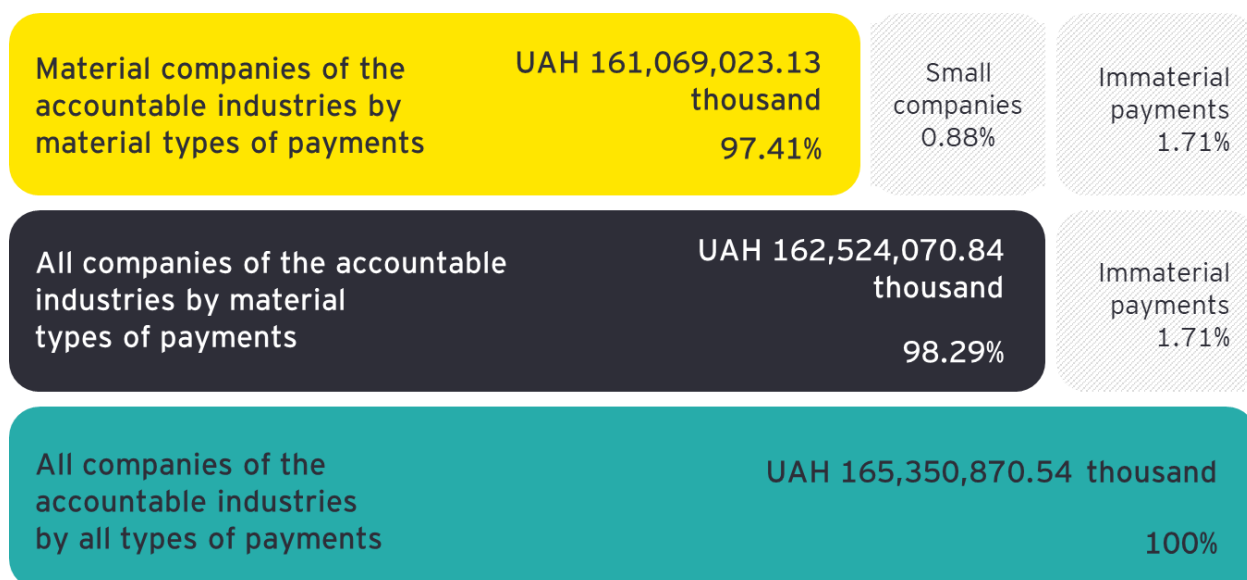 Material companies of the
accountable industries by
material types of payments
UAH 161,069,023.13
thousand
97.41%
Small
companies
0.88%
Immaterial
payments
1.71%
All companies of the accountable
industries by material
types of payments
UAH 162,524,070.84
thousand
98.29%
Immaterial
payments
1.71%
All companies of the
accountable industries
by all types of payments
UAH 165,350,870.54 thousand
100%